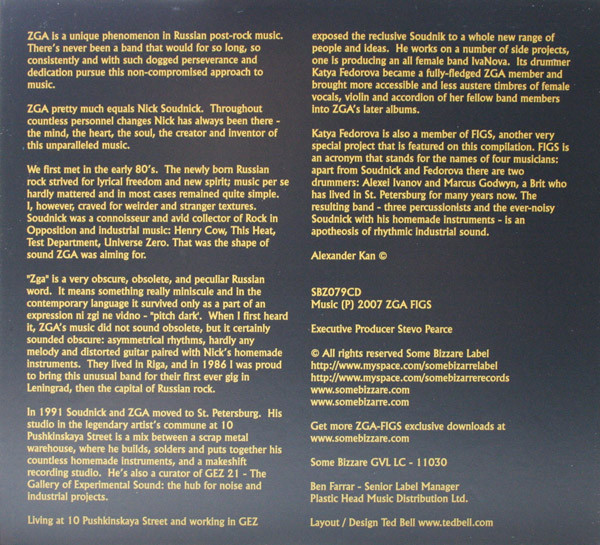 ZGA is a unique phenomenon in Russian post-rock music.
There's never been a band that would for so long, so
consistently and with such dogged perseverance and
dedication pursue this non-compromised approach to
music.
ZGA pretty much equals Nick Soudnick. Throughout
countless personnel changes Nick has always been there -
the mind, the heart, the soul, the creator and inventor of
this unparalleled music.
We first met in the early 80's. The newly born Russian
rock strived for lyrical freedom and new spirit; music per se
hardly mattered and in most cases remained quite simple.
I, however, craved for weirder and stranger textures.
Soudnick was a connoisseur and avid collector of Rock in
Opposition and industrial music: Henry Cow, This Heat,
Test Department, Universe Zero. That was the shape of
sound ZGA was aiming for.
"Zga" is a very obscure, obsolete, and peculiar Russian
word. It means something really miniscule and in the
contemporary language it survived only as a part of an
expression ni zgi ne vidno - "pitch dark'. When I first heard
it, ZGA's music did not sound obsolete, but it certainly
sounded obscure: asymmetrical rhythms, hardly any
melody and distorted guitar paired with Nick's homemade
instruments. They lived in Riga, and in 1986 I was proud
to bring this unusual band for their first ever gig in
Leningrad, then the capital of Russian rock.
In 1991 Soudnick and ZGA moved to St. Petersburg. His
studio in the legendary artist's commune at 10
Pushkinskaya Street is a mix between a scrap metal
warehouse, where he builds, solders and puts together his
countless homemade instruments, and a makeshift
recording studio. He's also a curator of GEZ 21 - The
Gallery of Experimental Sound: the hub for noise and
industrial projects.
Living at 10 Pushkinskaya Street and working in GEZ
exposed the reclusive Soudnik to a whole new range of
people and ideas. He works on a number of side projects,
one is producing an all female band IvaNova. Its drummer
Katya Fedorova became a fully-fledged ZGA member and
brought more accessible and less austere timbres of female
vocals, violin and accordion of her fellow band members
into ZGA's later albums.
Katya Fedorova is also a member of FIGS, another very
special project that is featured on this compilation. FIGS is
an acronym that stands for the names of four musicians:
apart from Soudnick and Fedorova there are two
drummers: Alexei Ivanov and Marcus Godwyn, a Brit who
has lived in St. Petersburg for many years now. The
resulting band - three percussionists and the ever-noisy
Soudnick with his homemade instruments - is an
apotheosis of rhythmic industrial sound.
Alexander Kan ©
SBZ079CD
Music (P) 2007 ZGA FIGS
Executive Producer Stevo Pearce
© All rights reserved Some Bizzare Label
http://www.myspace.com/somebizarrelabel
http://www.myspace.com/somebizarrerecords
www.somebizzare.com
www.somebizarre.com
Get more ZGA-FIGS exclusive downloads at
www.somebizzare.com
Some Bizzare GVL LC - 11030
Ben Farrar - Senior Label Manager
Plastic Head Music Distribution Ltd.
Layout / Design Ted Bell www.tedbell.com